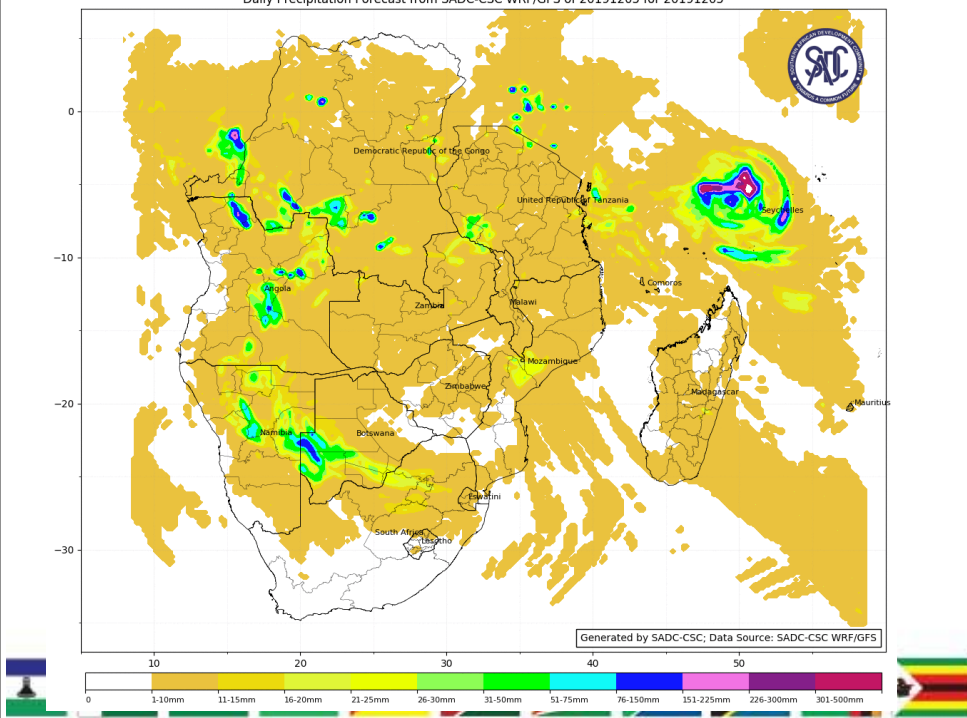 Daily Precipitation Forecast from SADC-CSC WRF/GFS of 20191203 for 20191203
SOUTHERN AFRICAN DEVELOPMENT COMMUNITY
SADC
TOWARDS A COMMON FUTURE
0
Democratic Republic of the Congo
−10
United Republic of Tanzania
Seychelles
Comoros
Angola
Zambia
Malawi
Mozambique
−20
Zimbabwe
Madagascar
Mauritius
Namibia
Botswana
Eswatini
−30
South Africa
Lesotho
Generated by SADC-CSC; Data Source: SADC-CSC WRF/GFS
10 20 30 40 50
0 1-10mm 11-15mm 16-20mm 21-25mm 26-30mm 31-50mm 51-75mm 76-150mm 151-225mm 226-300mm 301-500mm